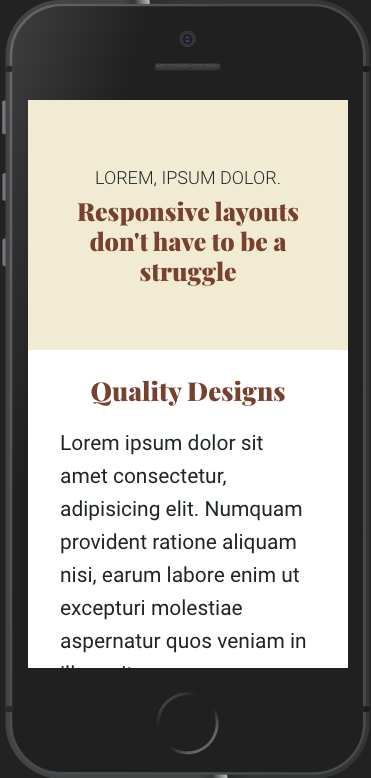 LOREM, IPSUM DOLOR.
Responsive layouts
don't have to be a
struggle
Quality Designs
Lorem ipsum dolor sit
amet consectetur,
adipisicing elit. Numquam
provident ratione aliquam
nisi, earum labore enim ut
excepturi molestiae
aspernatur quos veniam in